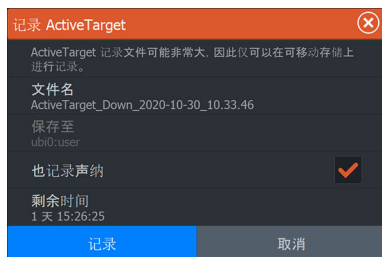 记录 ActiveTarget
ActiveTarget 记录文件可能非常大, 因此仅可以在可移动存储上
进行记录。
文件名
ActiveTarget_Down_2020-10-30_10.33.46
保存至
ubi0:user
也记录声纳
剩余时间
1 天 15:26:25
记录 取消